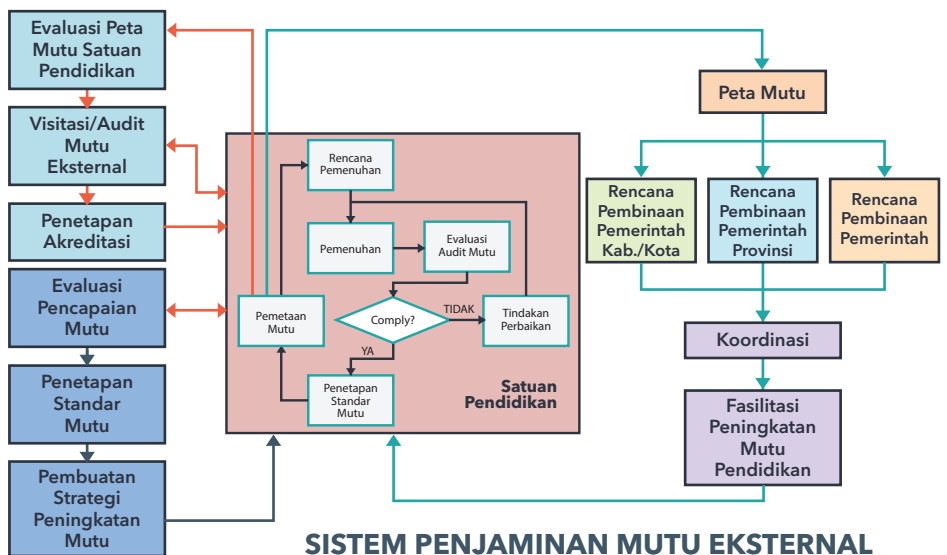 Evaluasi Peta
Mutu Satuan
Pendidikan
Visitasi/Audit
Mutu
Eksternal
Penetapan
Akreditasi
Evaluasi
Pencapaian
Mutu
Penetapan
Standar
Mutu
Pembuatan
Strategi
Peningkatan
Mutu
Rencana
Pemenuhan
Pemenuhan
Evaluasi
Audit Mutu
Pemetaan
Mutu
Comply?
TIDAK
Tindakan
Perbaikan
YA
Penetapan
Standar
Mutu
Satuan
Pendidikan
Peta Mutu
Rencana
Pembinaan
Pemerintah
Kab./Kota
Rencana
Pembinaan
Pemerintah
Provinsi
Rencana
Pembinaan
Pemerintah
Koordinasi
Fasilitasi
Peningkatan
Mutu
Pendidikan
SISTEM PENJAMINAN MUTU EKSTERNAL